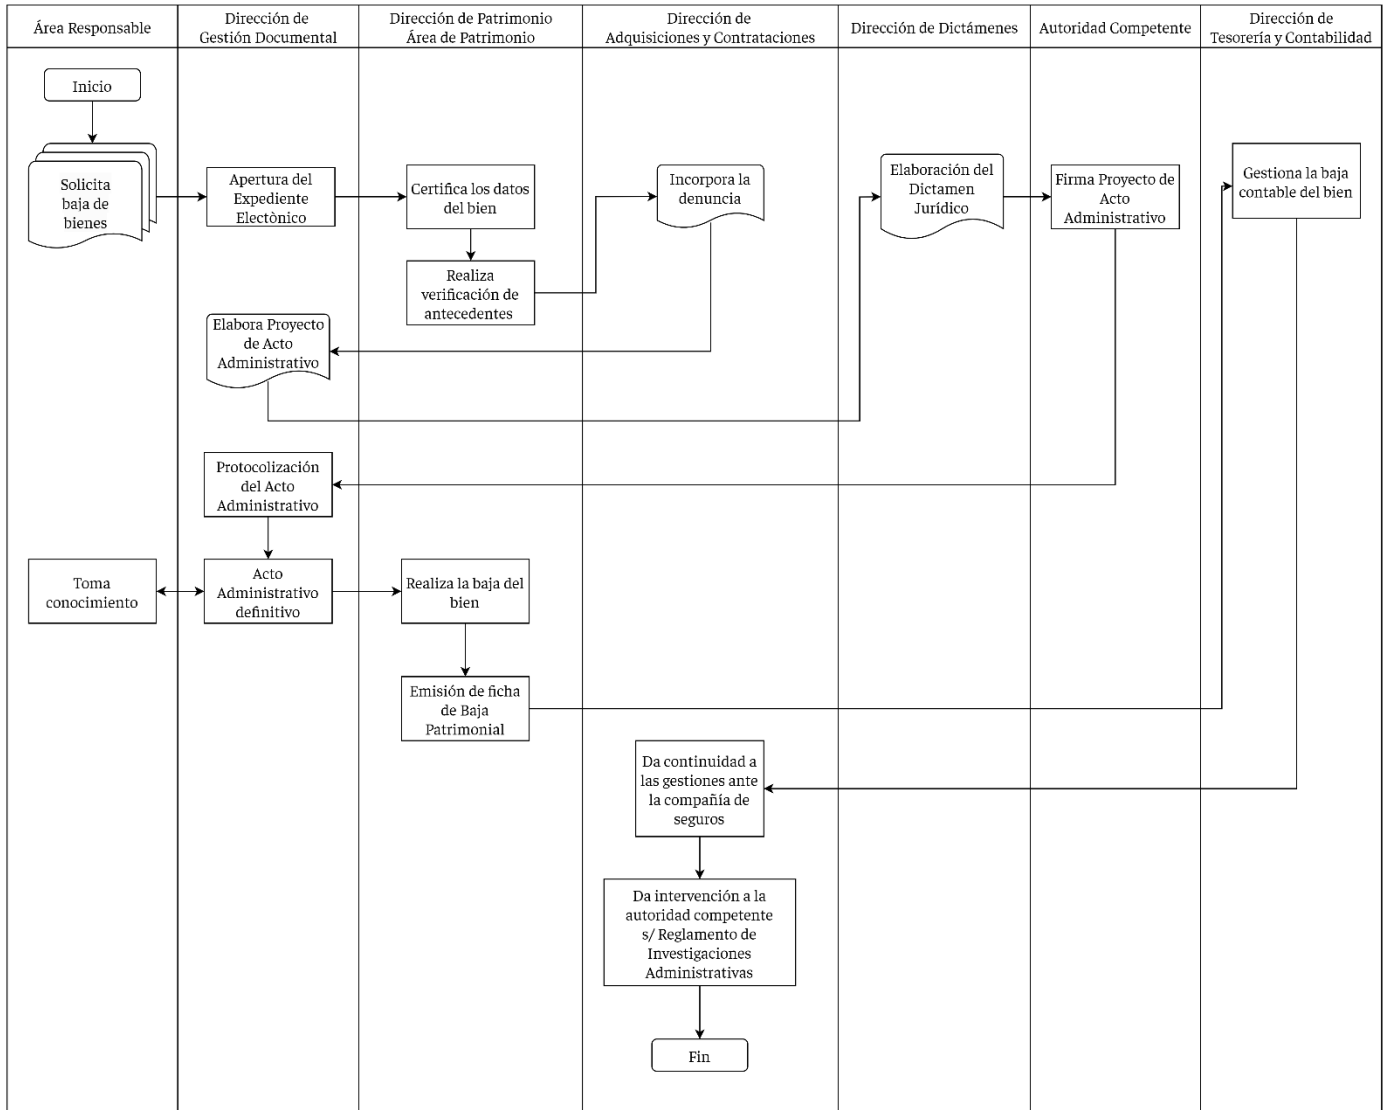 Área Responsable
Dirección de
Gestión Documental
Dirección de Patrimonio
Área de Patrimonio
Dirección de
Adquisiciones y Contrataciones
Dirección de Dictámenes
Autoridad Competente
Dirección de
Tesorería y Contabilidad
Inicio
Solicita
baja de
bienes
Apertura del
Expediente
Electònico
Certifica los datos
del bien
Realiza
verificación de
antecedentes
Incorpora la
denuncia
Elabora Proyecto
de Acto
Administrativo
Elaboración del
Dictamen
Jurídico
Firma Proyecto de
Acto
Administrativo
Protocolización
del Acto
Administrativo
Acto
Administrativo
definitivo
Toma
conocimiento
Realiza la baja del
bien
Emisión de ficha
de Baja
Patrimonial
Gestiona la baja
contable del bien
Da continuidad a
las gestiones ante
la compañía de
seguros
Da intervención a la
autoridad competente
s/ Reglamento de
Investigaciones
Administrativas
Fin